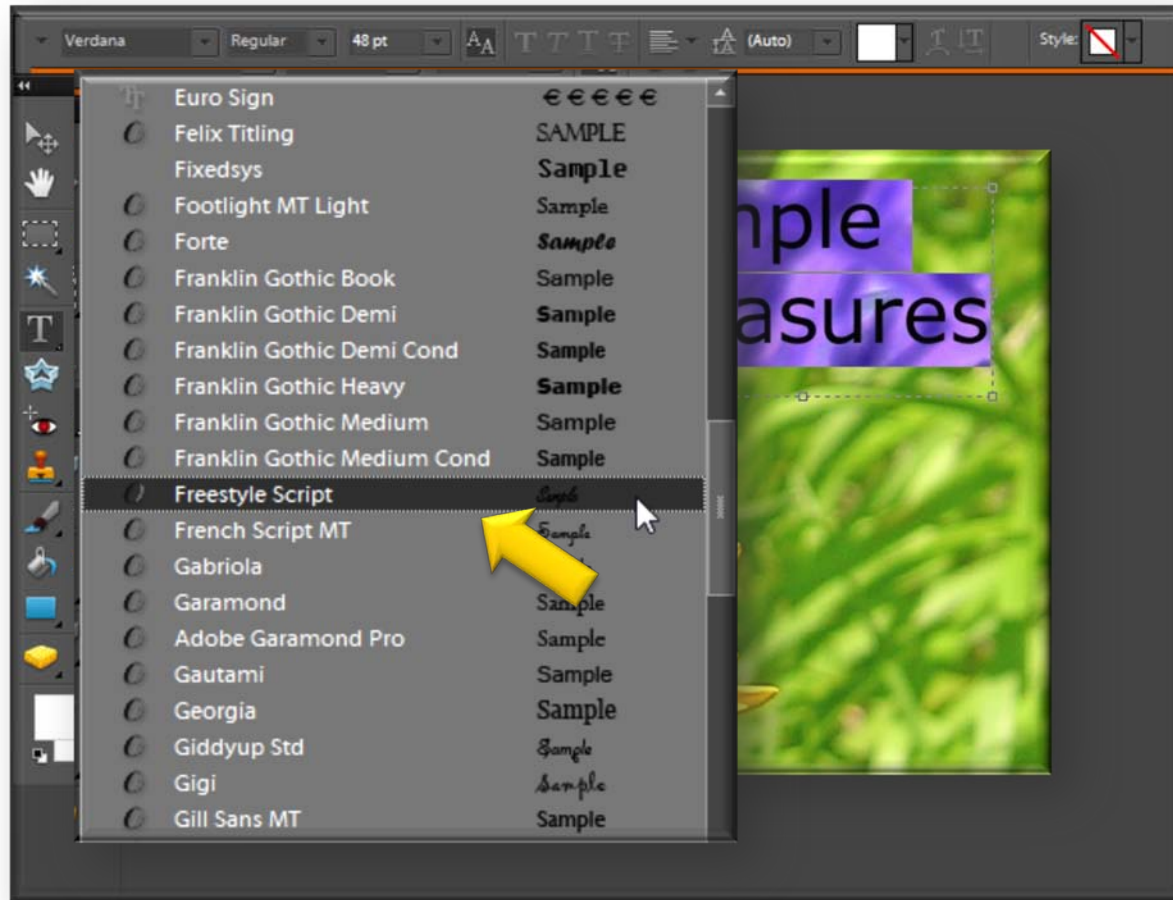 Verdana Regular 48 pt AA T T T T (Auto) T IT Style:
T
Euro Sign €€€€€
Felix Titling SAMPLE
Fixedsys Sample
Footlight MT Light Sample
Forte Sample
Franklin Gothic Book Sample
Franklin Gothic Demi Sample
Franklin Gothic Demi Cond Sample
Franklin Gothic Heavy Sample
Franklin Gothic Medium Sample
Franklin Gothic Medium Cond Sample
Freestyle Script Sample
French Script MT Sample
Gabriola
Garamond Sample
Adobe Garamond Pro Sample
Gautami Sample
Georgia Sample
Giddyup Std Sample
Gigi Sample
Gill Sans MT Sample
mple
asures